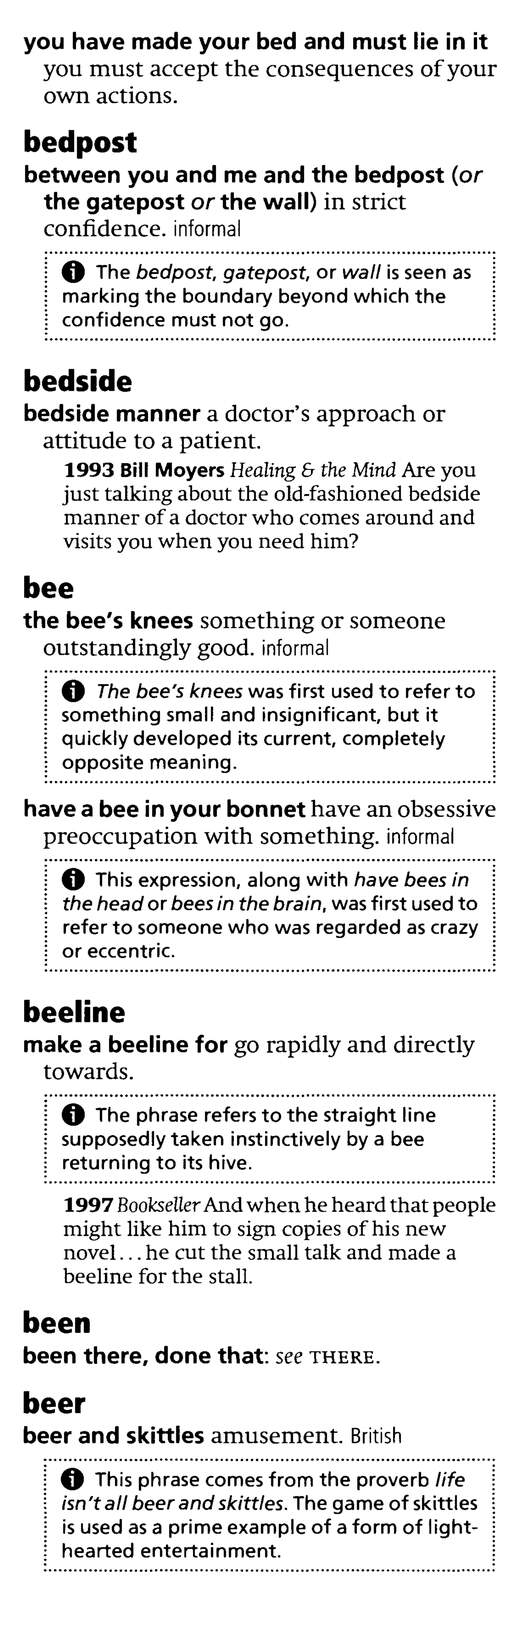 you have made your bed and must lie in it
you must accept the consequences of your
own actions.
bedpost
between you and me and the bedpost (or
the gatepost or the wall) in strict
confidence. informal
The bedpost, gatepost, or wall is seen as
marking the boundary beyond which the
confidence must not go.
bedside
bedside manner a doctor's approach or
attitude to a patient.
1993 Bill Moyers Healing & the Mind Are you
just talking about the old-fashioned bedside
manner of a doctor who comes around and
visits you when you need him?
bee
the bee's knees something or someone
outstandingly good. informal
The bee's knees was first used to refer to
something small and insignificant, but it
quickly developed its current, completely
opposite meaning.
have a bee in your bonnet have an obsessive
preoccupation with something. informal
This expression, along with have bees in
the head or bees in the brain, was first used to
refer to someone who was regarded as crazy
or eccentric.
beeline
make a beeline for go rapidly and directly
towards.
The phrase refers to the straight line
supposedly taken instinctively by a bee
returning to its hive.
1997 Bookseller And when he heard that people
might like him to sign copies of his new
novel...he cut the small talk and made a
beeline for the stall.
been
been there, done that: see THERE.
beer
beer and skittles amusement. British
This phrase comes from the proverb life
isn't all beer and skittles. The game of skittles
is used as a prime example of a form of light-
hearted entertainment.